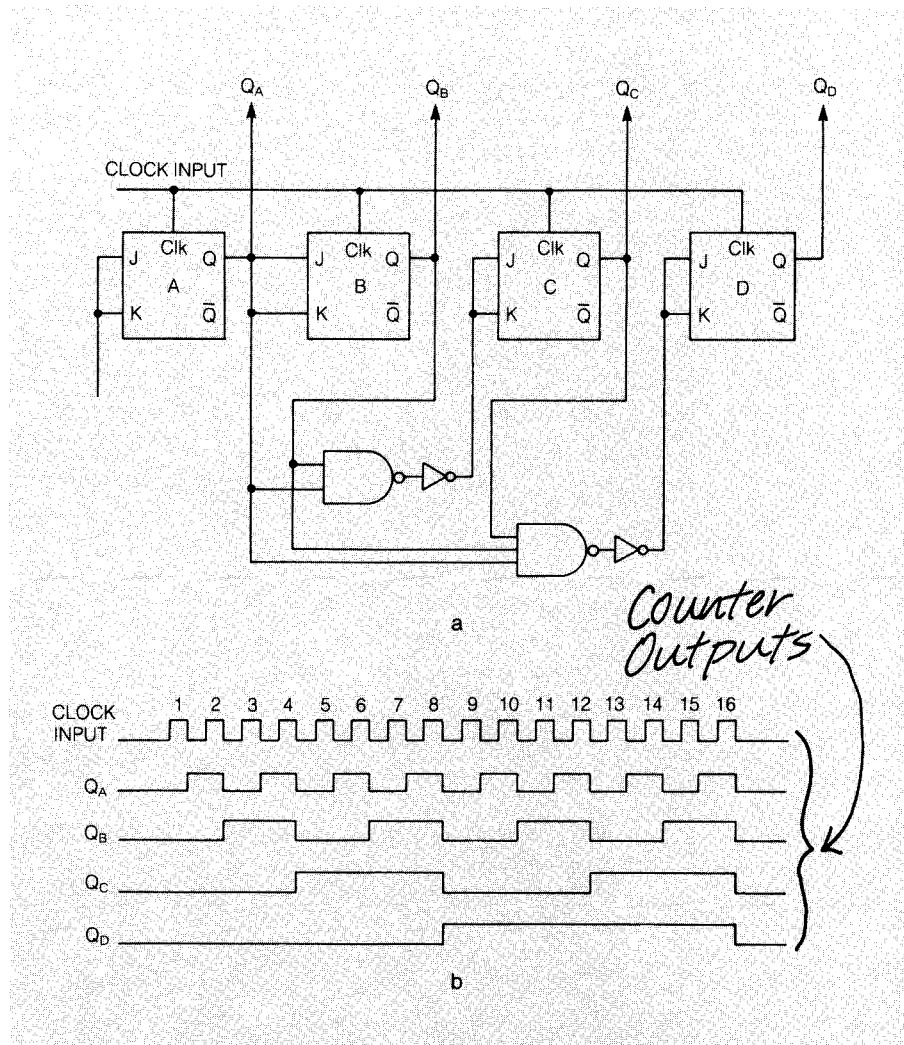 QA QB QC QD
CLOCK INPUT
Clk Clk Clk Clk
J Q J Q J Q J Q
A B C D
K Q̅ K Q̅ K Q̅ K Q̅
a
Counter
Outputs
1 2 3 4 5 6 7 8 9 10 11 12 13 14 15 16
CLOCK
INPUT
QA
QB
QC
QD
b